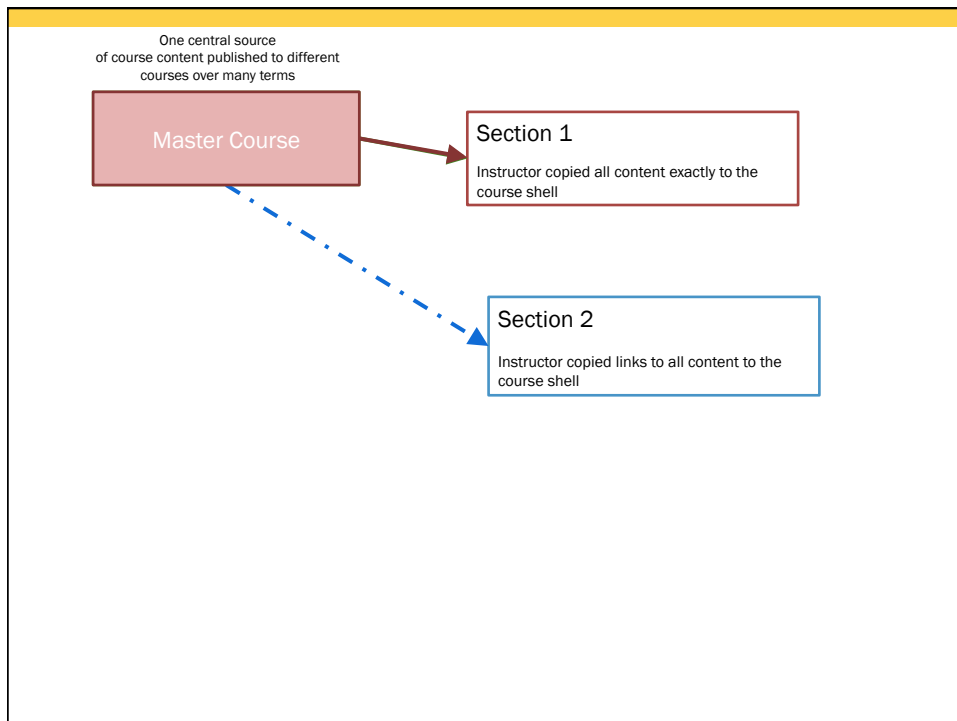 One central source
of course content published to different
courses over many terms
Master Course
Section 1
Instructor copied all content exactly to the
course shell
Section 2
Instructor copied links to all content to the
course shell